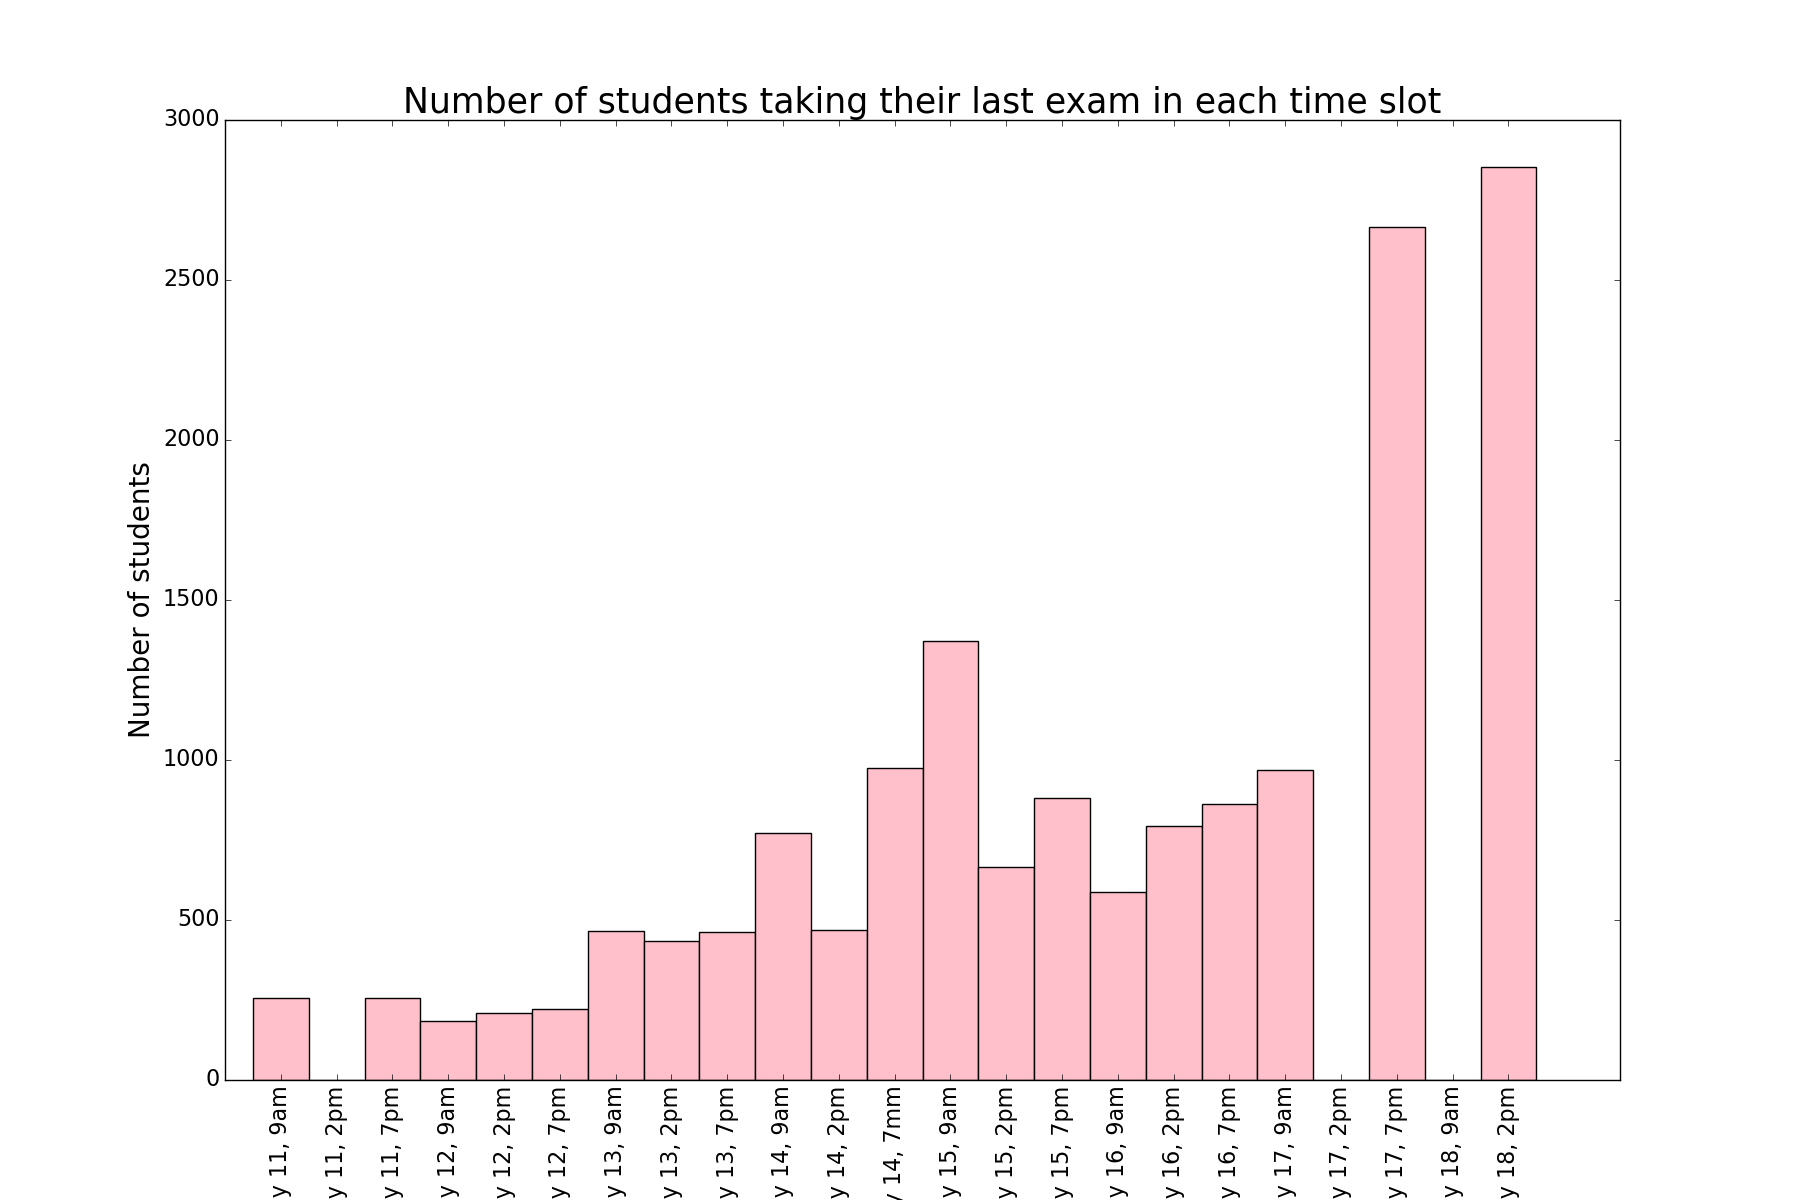 Number of students taking their last exam in each time slot
3000
2500
2000
1500
1000
500
0
Number of students
y 11, 9am
y 11, 2pm
y 11, 7pm
y 12, 9am
y 12, 2pm
y 12, 7pm
y 13, 9am
y 13, 2pm
y 13, 7pm
y 14, 9am
y 14, 2pm
y 14, 7mm
y 15, 9am
y 15, 2pm
y 15, 7pm
y 16, 9am
y 16, 2pm
y 16, 7pm
y 17, 9am
y 17, 2pm
y 17, 7pm
y 18, 9am
y 18, 2pm